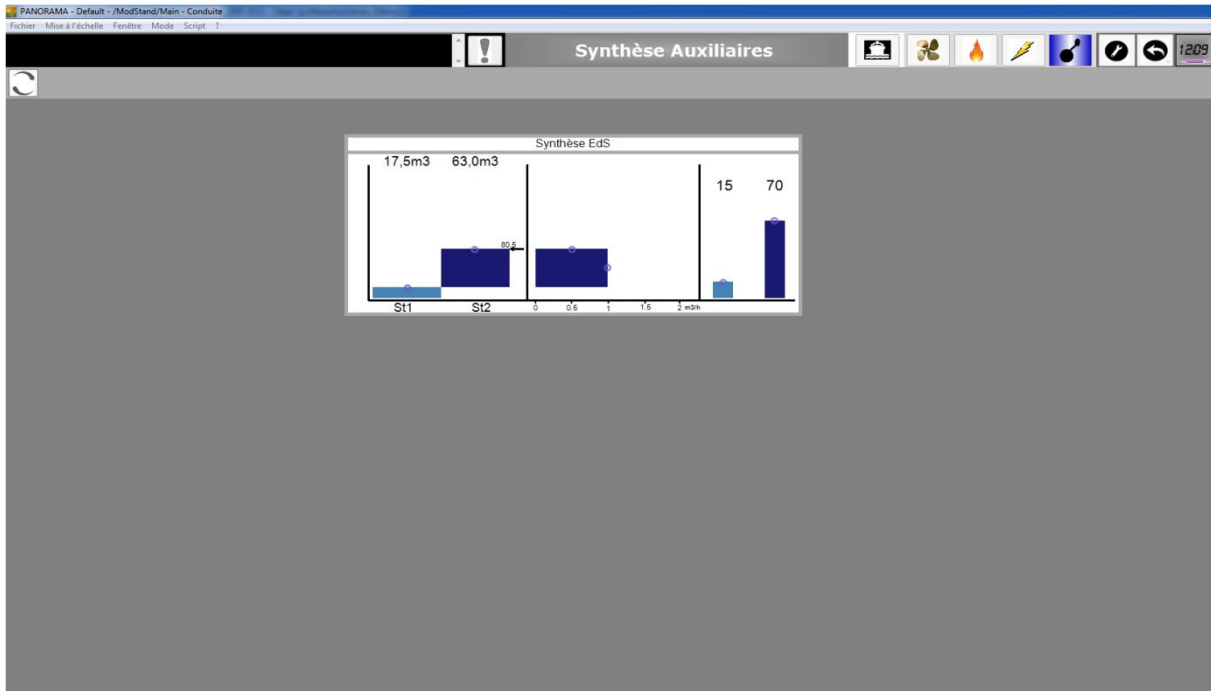 PANORAMA - Default - /ModStand/Main - Conduite
Fichier Mise à l'échelle Fenêtre Mode Script ?
Synthèse Auxiliaires
12:09
Synthèse EdS
17,5m3 63,0m3
15 70
80,5
St1 St2 0 0.5 1 1.5 2 m3/h